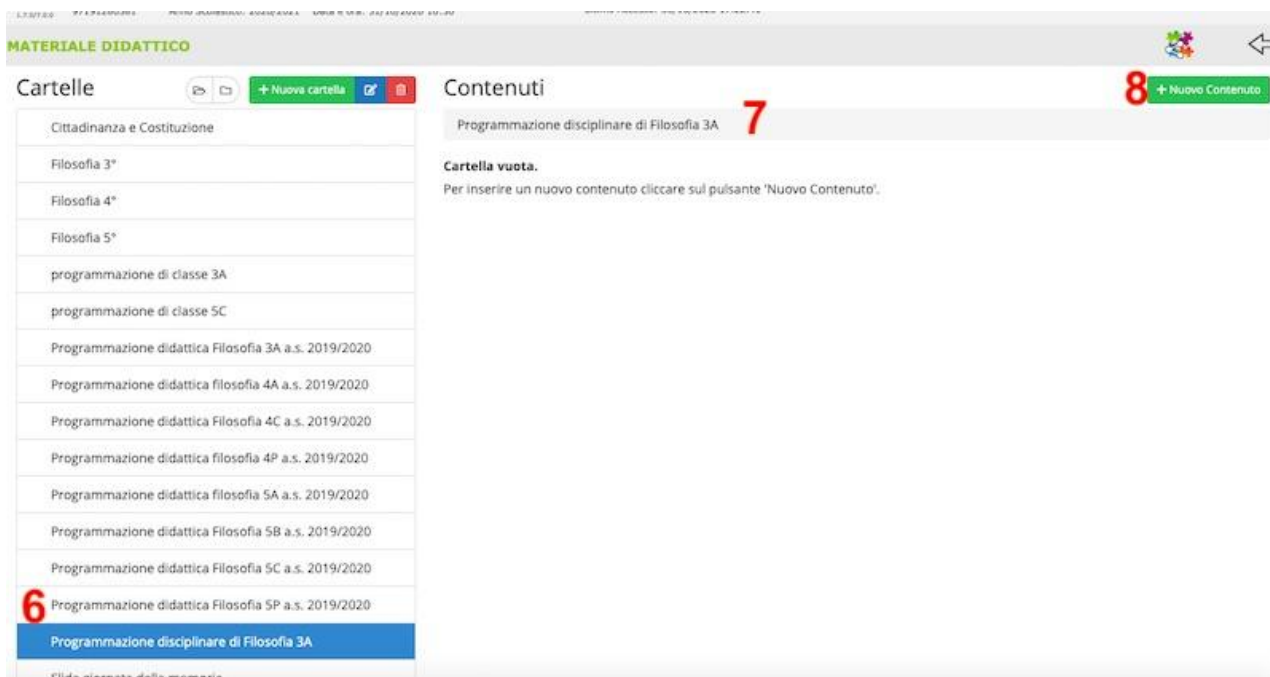 MATERIALE DIDATTICO
Cartelle
+ Nuova cartella
Cittadinanza e Costituzione
Filosofia 3°
Filosofia 4°
Filosofia 5°
programmazione di classe 3A
programmazione di classe 5C
Programmazione didattica Filosofia 3A a.s. 2019/2020
Programmazione didattica filosofia 4A a.s. 2019/2020
Programmazione didattica Filosofia 4C a.s. 2019/2020
Programmazione didattica filosofia 4P a.s. 2019/2020
Programmazione didattica filosofia 5A a.s. 2019/2020
Programmazione didattica Filosofia 5B a.s. 2019/2020
Programmazione didattica Filosofia 5C a.s. 2019/2020
6 Programmazione didattica Filosofia 5P a.s. 2019/2020
Programmazione disciplinare di Filosofia 3A
Contenuti
8 + Nuovo Contenuto
Programmazione disciplinare di Filosofia 3A 7
Cartella vuota.
Per inserire un nuovo contenuto cliccare sul pulsante 'Nuovo Contenuto'.